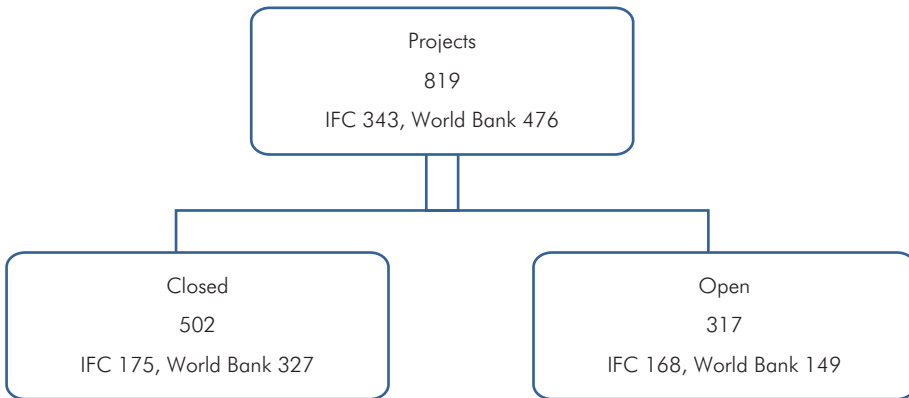 Projects
819
IFC 343, World Bank 476
Closed
502
IFC 175, World Bank 327
Open
317
IFC 168, World Bank 149